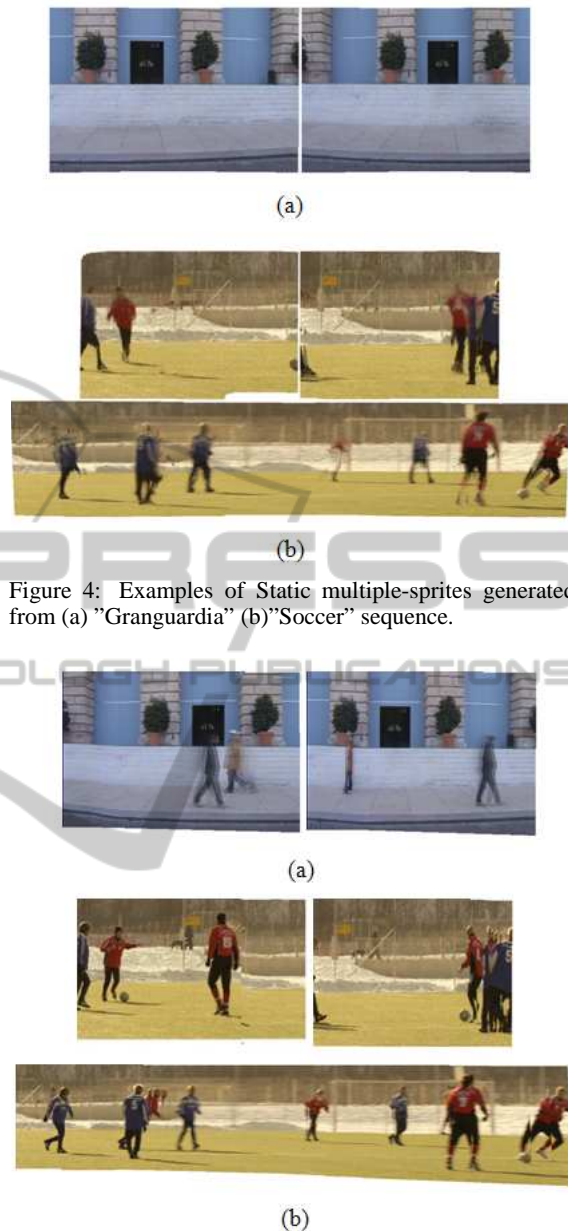 (a)
(b)
Figure 4: Examples of Static multiple-sprites generated
from (a) ”Granguardia” (b)”Soccer” sequence.
(a)
(b)